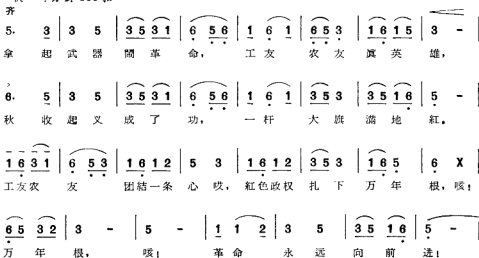 齐
5. 3 | 3 5 | 3 5 3 1 | 6 5 6 | 1 6 1 | 6 5 3 | 1 6 1 5 | 3 - |
拿 起 武 器 闹 革 命, 工 友 农 友 真 英 雄,
6. 5 | 3 5 | 3 5 3 1 | 6 5 6 | 1 6 1 | 3 5 3 | 3 5 1 6 | 5 - |
秋 收 起 义 成 了 功, 一 杆 大 旗 满 地 红。
1 6 3 1 | 6 5 3 | 1 6 1 2 | 5 3 | 1 6 1 2 | 3 5 3 | 1 6 5 | 6 X |
工友农 友 团结一条 心哎, 红色政权 扎 下 万 年 根, 咳!
6 5 3 2 | 3 - | 5 - | 1 1 2 | 3 5 | 3 5 1 6 | 5 - |
万 年 根, 咳! 革 命 永 远 向 前 进!